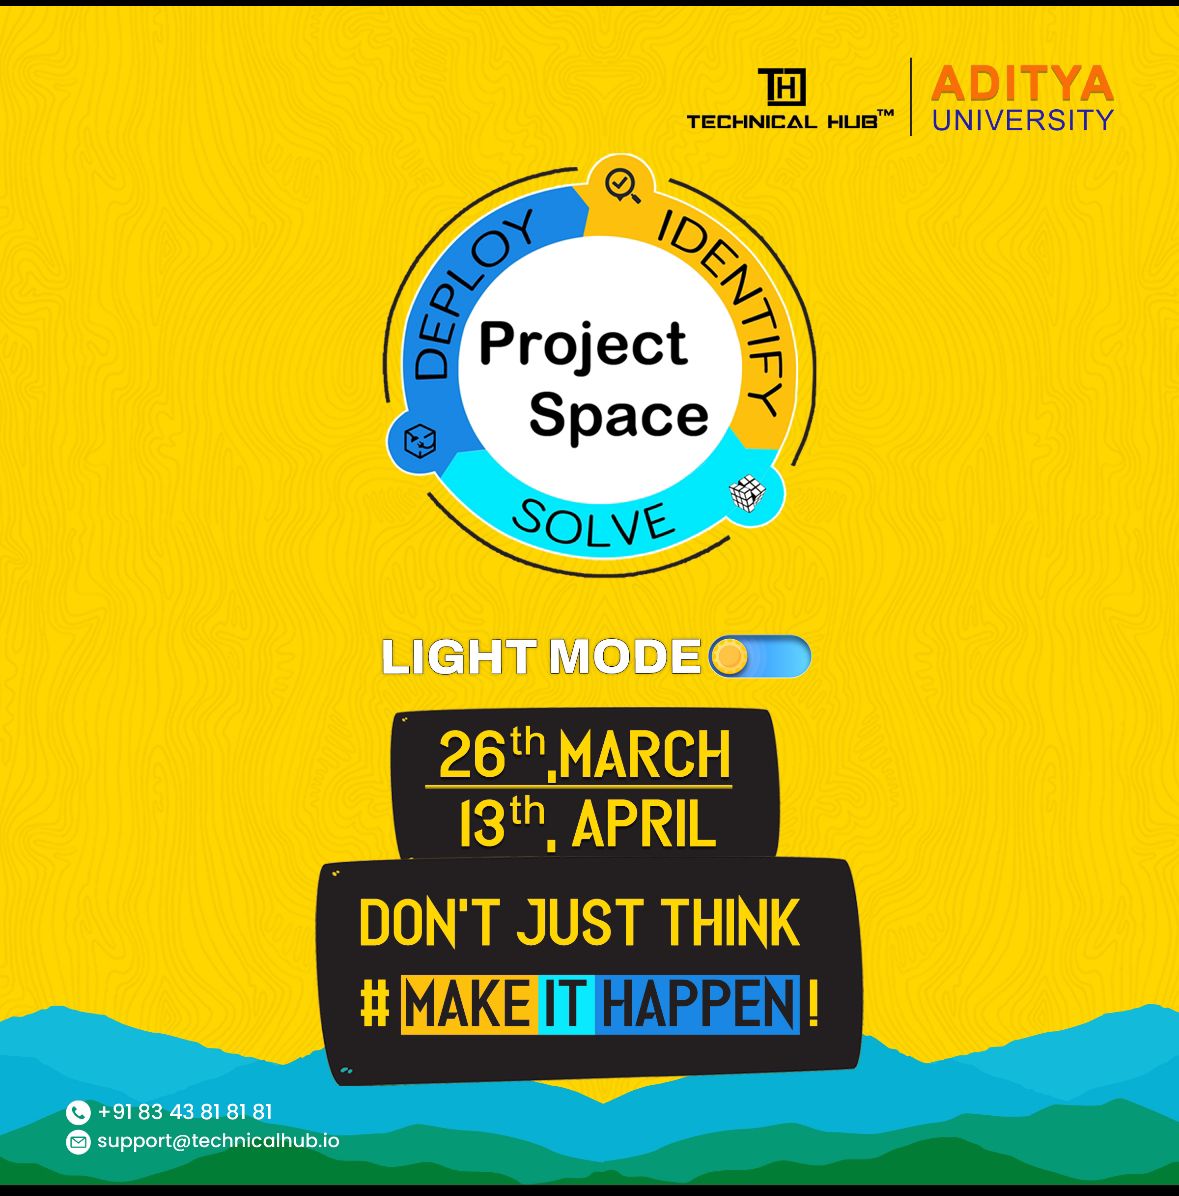 TH
TECHNICAL HUB™
ADITYA
UNIVERSITY
DEPLOY
IDENTIFY
SOLVE
Project
Space
LIGHT MODE
26th, MARCH
13th, APRIL
DON'T JUST THINK
#MAKE IT HAPPEN!
+91 83 43 81 81 81
support@technicalhub.io